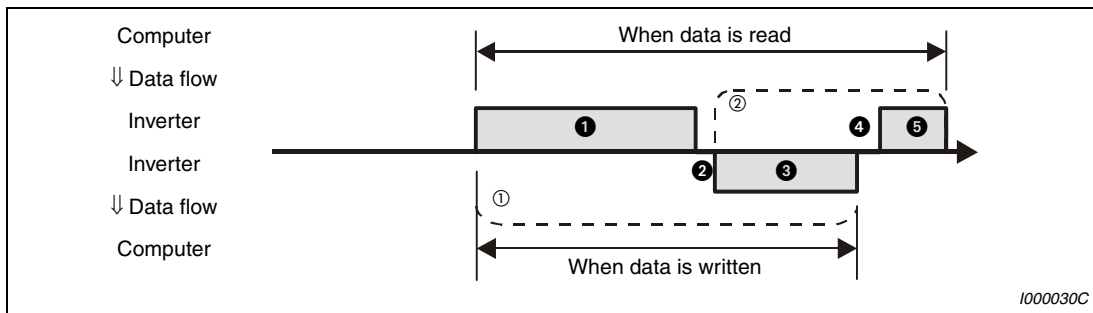 Computer
When data is read
⇓ Data flow
②
Inverter
❶
❹
❺
Inverter
❷
❸
①
⇓ Data flow
Computer
When data is written
I000030C